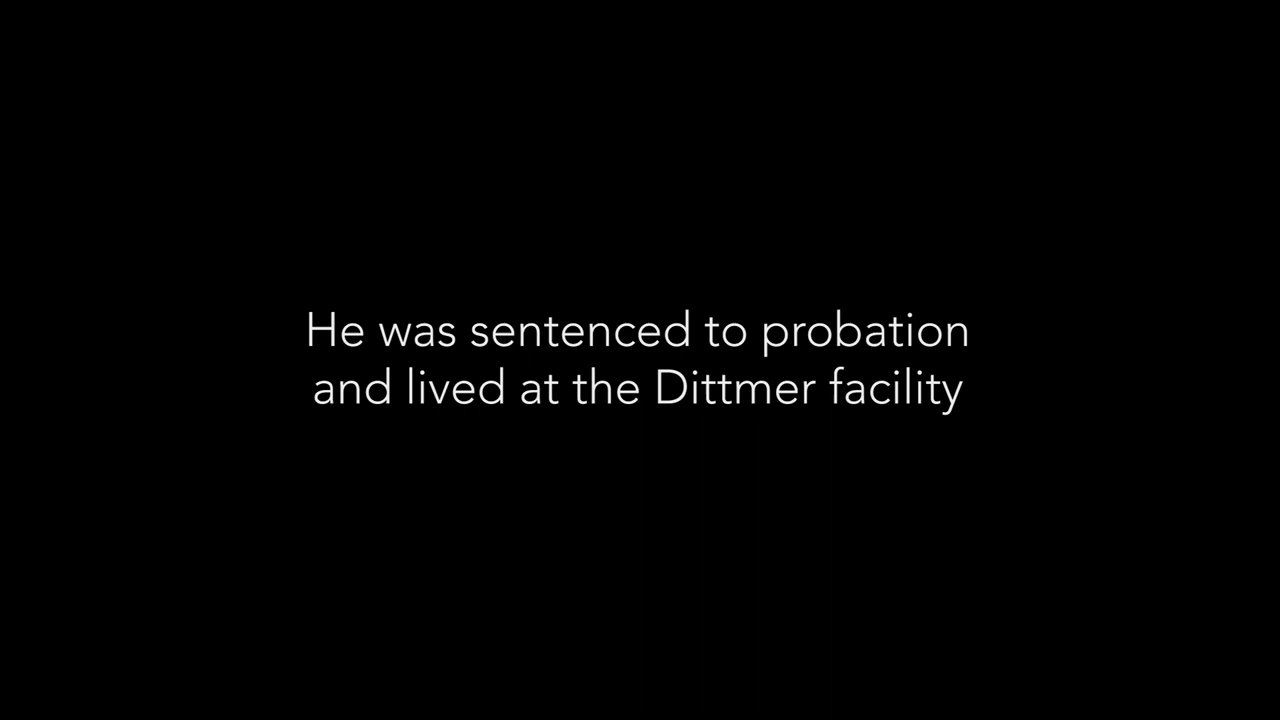 He was sentenced to probation
and lived at the Dittmer facility